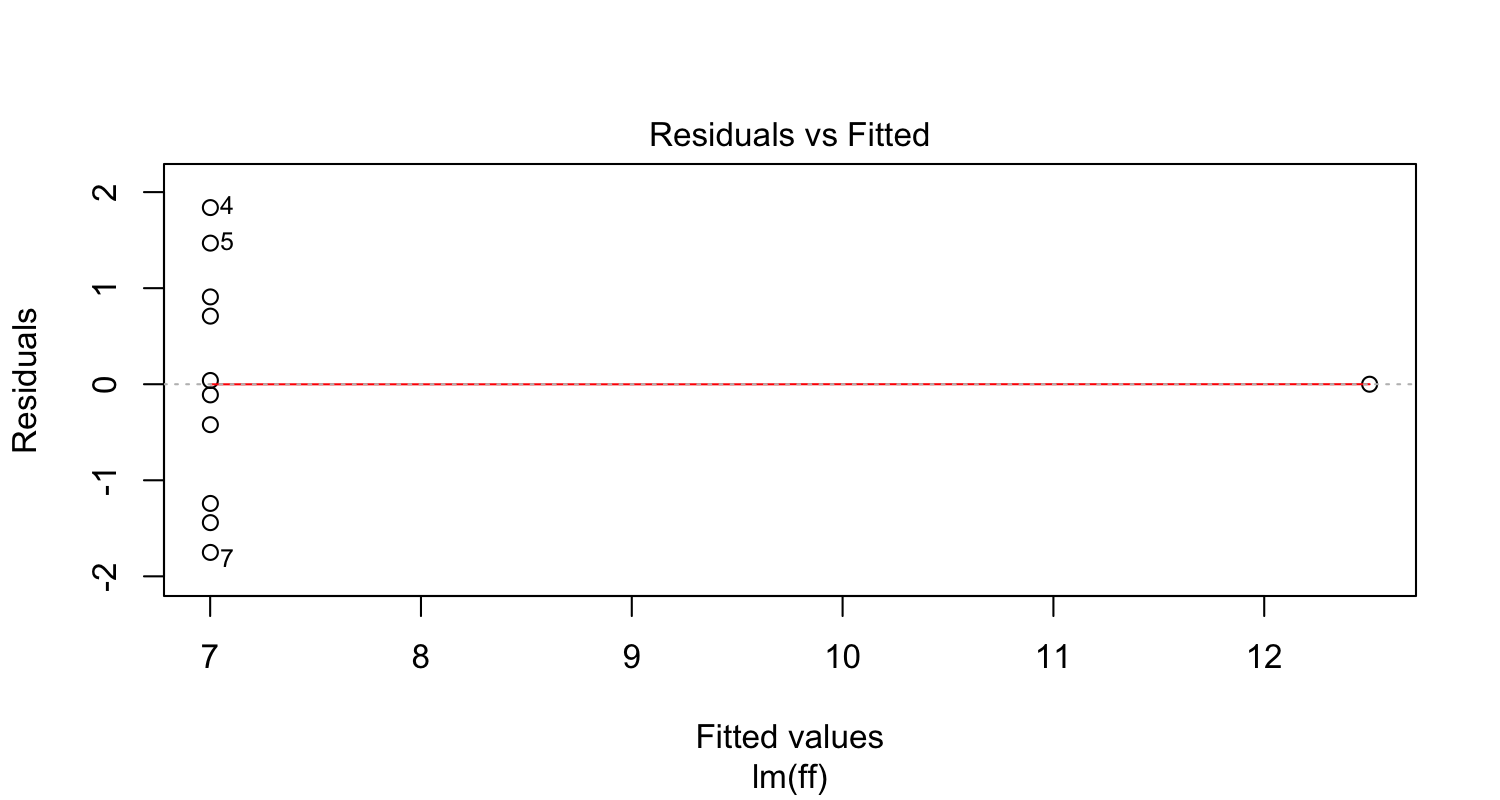 Residuals vs Fitted
Residuals
2
1
0
-1
-2
4
5
7
7 8 9 10 11 12
Fitted values
lm(ff)